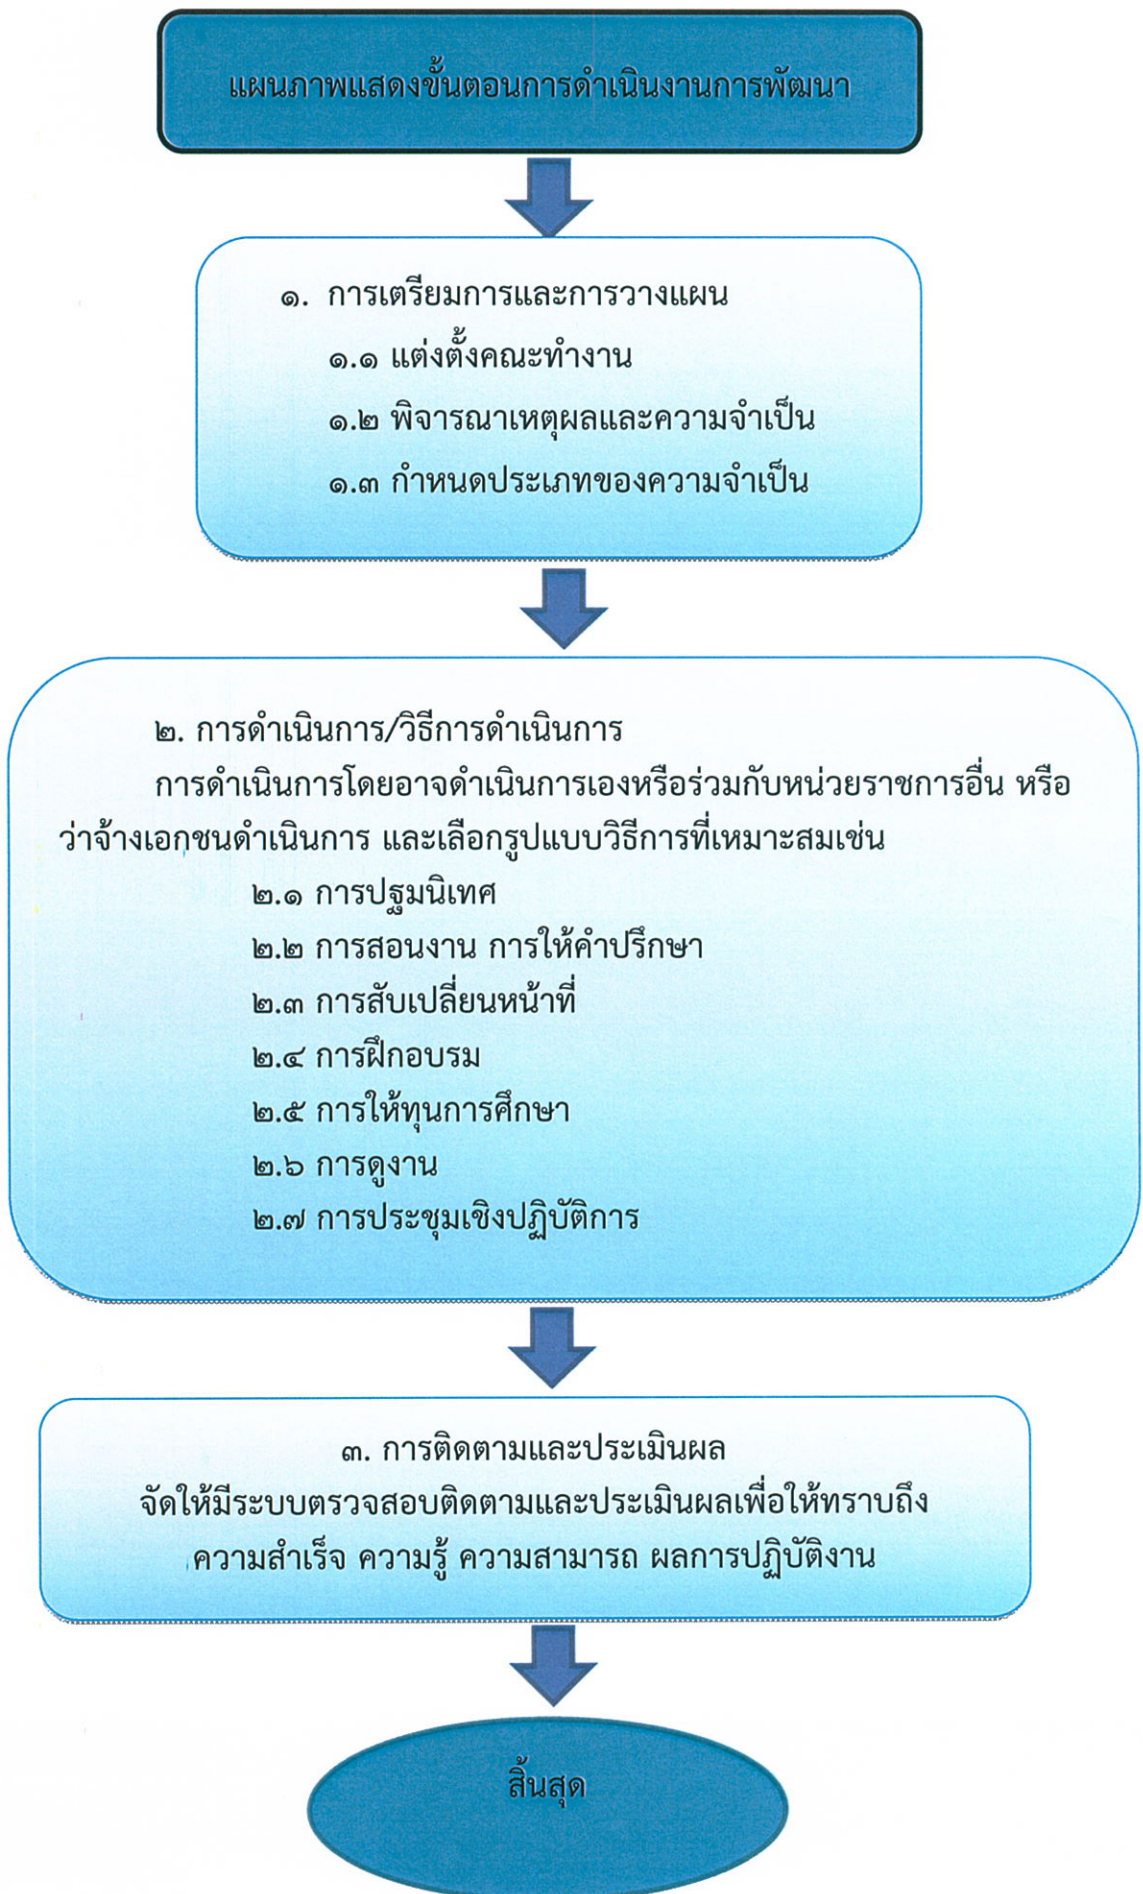 แผนภาพแสดงขั้นตอนการดำเนินงานการพัฒนา
๑. การเตรียมการและการวางแผน
๑.๑ แต่งตั้งคณะทำงาน
๑.๒ พิจารณาเหตุผลและความจำเป็น
๑.๓ กำหนดประเภทของความจำเป็น
๒. การดำเนินการ/วิธีการดำเนินการ
การดำเนินการโดยอาจดำเนินการเองหรือร่วมกับหน่วยราชการอื่น หรือ
ว่าจ้างเอกชนดำเนินการ และเลือกรูปแบบวิธีการที่เหมาะสมเช่น
๒.๑ การปฐมนิเทศ
๒.๒ การสอนงาน การให้คำปรึกษา
๒.๓ การสับเปลี่ยนหน้าที่
๒.๔ การฝึกอบรม
๒.๕ การให้ทุนการศึกษา
๒.๖ การดูงาน
๒.๗ การประชุมเชิงปฏิบัติการ
๓. การติดตามและประเมินผล
จัดให้มีระบบตรวจสอบติดตามและประเมินผลเพื่อให้ทราบถึง
ความสำเร็จ ความรู้ ความสามารถ ผลการปฏิบัติงาน
สิ้นสุด